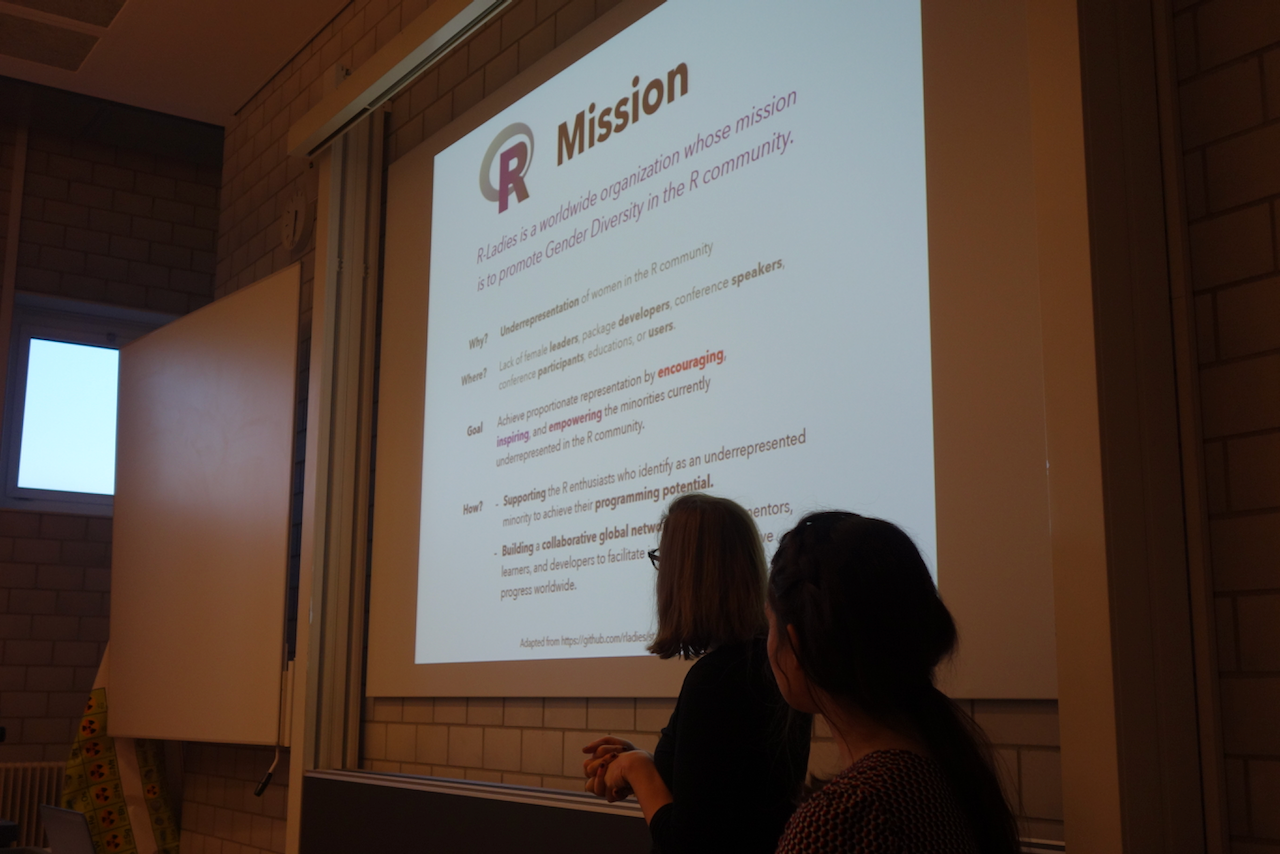 R Mission
R-Ladies is a worldwide organization whose mission
is to promote Gender Diversity in the R community.
Why? Underrepresentation of women in the R community
Where? Lack of female leaders, package developers, conference speakers,
conference participants, educations, or users.
Goal Achieve proportionate representation by encouraging,
inspiring, and empowering the minorities currently
underrepresented in the R community.
How? - Supporting the R enthusiasts who identify as an underrepresented
minority to achieve their programming potential.
- Building a collaborative global mentors,
learners, and developers to facilitate
progress worldwide.
Adapted from https://github.com/rladies/